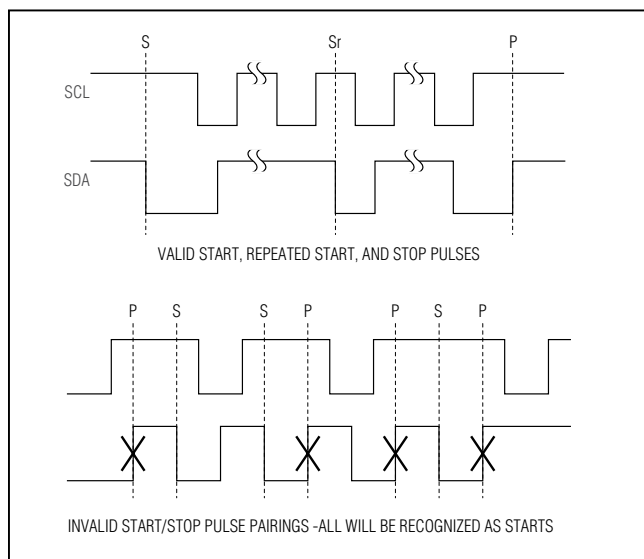 S Sr P
SCL
SDA
VALID START, REPEATED START, AND STOP PULSES
P S S P P S P
INVALID START/STOP PULSE PAIRINGS -ALL WILL BE RECOGNIZED AS STARTS